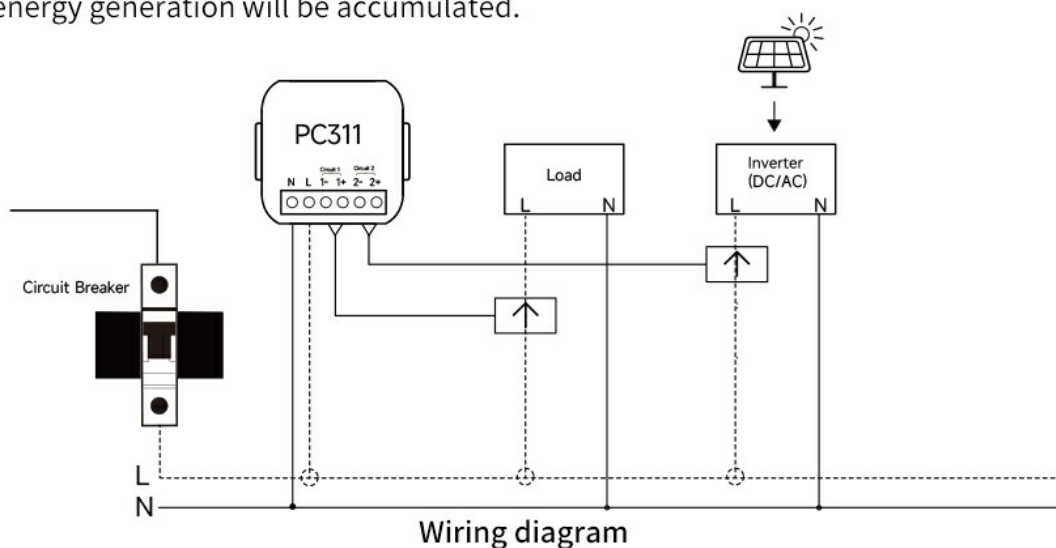 energy generation will be accumulated.
PC311
Circuit 1 Circuit 2
N L 1- 1+ 2- 2+
Load
L N
Inverter
(DC/AC)
L N
Circuit Breaker
L
N
Wiring diagram